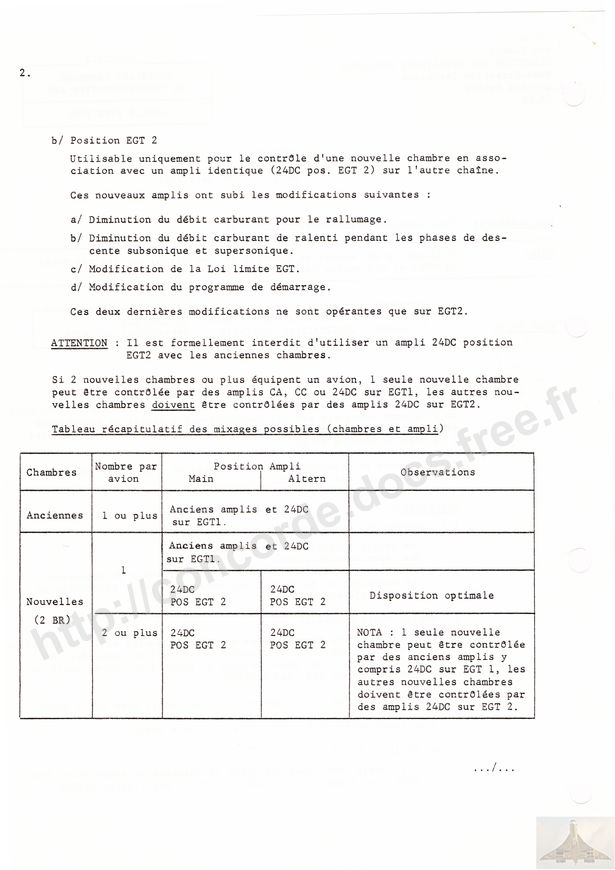 2.
b/ Position EGT 2
Utilisable uniquement pour le contrôle d'une nouvelle chambre en asso-
ciation avec un ampli identique (24DC pos. EGT 2) sur l'autre chaîne.
Ces nouveaux amplis ont subi les modifications suivantes :
a/ Diminution du débit carburant pour le rallumage.
b/ Diminution du débit carburant de ralenti pendant les phases de des-
cente subsonique et supersonique.
c/ Modification de la Loi limite EGT.
d/ Modification du programme de démarrage.
Ces deux dernières modifications ne sont opérantes que sur EGT2.
ATTENTION : Il est formellement interdit d'utiliser un ampli 24DC position
EGT2 avec les anciennes chambres.
Si 2 nouvelles chambres ou plus équipent un avion, 1 seule nouvelle chambre
peut être contrôlée par des amplis CA, CC ou 24DC sur EGT1, les autres nou-
velles chambres doivent être contrôlées par des amplis 24DC sur EGT2.
Tableau récapitulatif des mixages possibles (chambres et ampli)
Chambres
Nombre par
avion
Position Ampli
Main Altern
Observations
Anciennes
1 ou plus
Anciens amplis et 24DC
sur EGT1.
Nouvelles
(2 BR)
1
Anciens amplis et 24DC
sur EGT1.
24DC
POS EGT 2
24DC
POS EGT 2
Disposition optimale
2 ou plus
24DC
POS EGT 2
24DC
POS EGT 2
NOTA : 1 seule nouvelle
chambre peut être contrôlée
par des anciens amplis y
compris 24DC sur EGT 1, les
autres nouvelles chambres
doivent être contrôlées par
des amplis 24DC sur EGT 2.
.../...
http://concorde.docs.free.fr